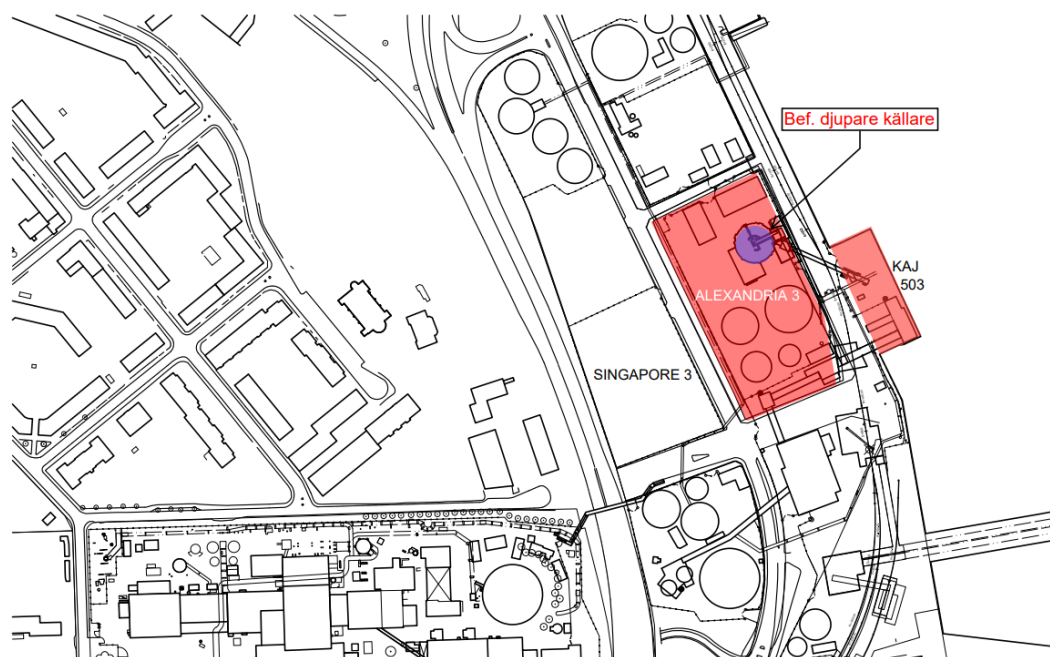 Bef. djupare källare
KAJ
503
ALEXANDRIA 3
SINGAPORE 3